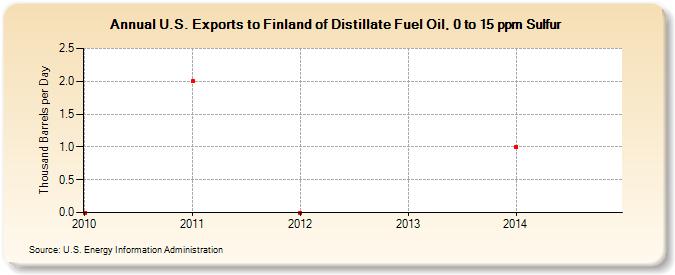 Annual U.S. Exports to Finland of Distillate Fuel Oil, 0 to 15 ppm Sulfur
Thousand Barrels per Day
2.5
2.0
1.5
1.0
0.5
0.0
2010 2011 2012 2013 2014
Source: U.S. Energy Information Administration